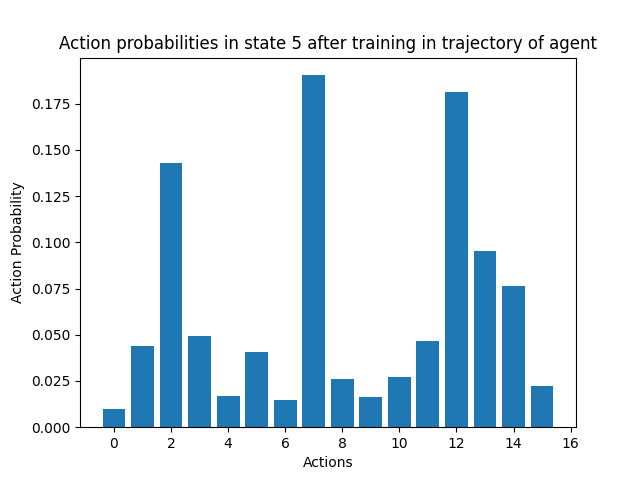 Action probabilities in state 5 after training in trajectory of agent
0.175
0.150
0.125
0.100
0.075
0.050
0.025
0.000
Action Probability
0 2 4 6 8 10 12 14 16
Actions